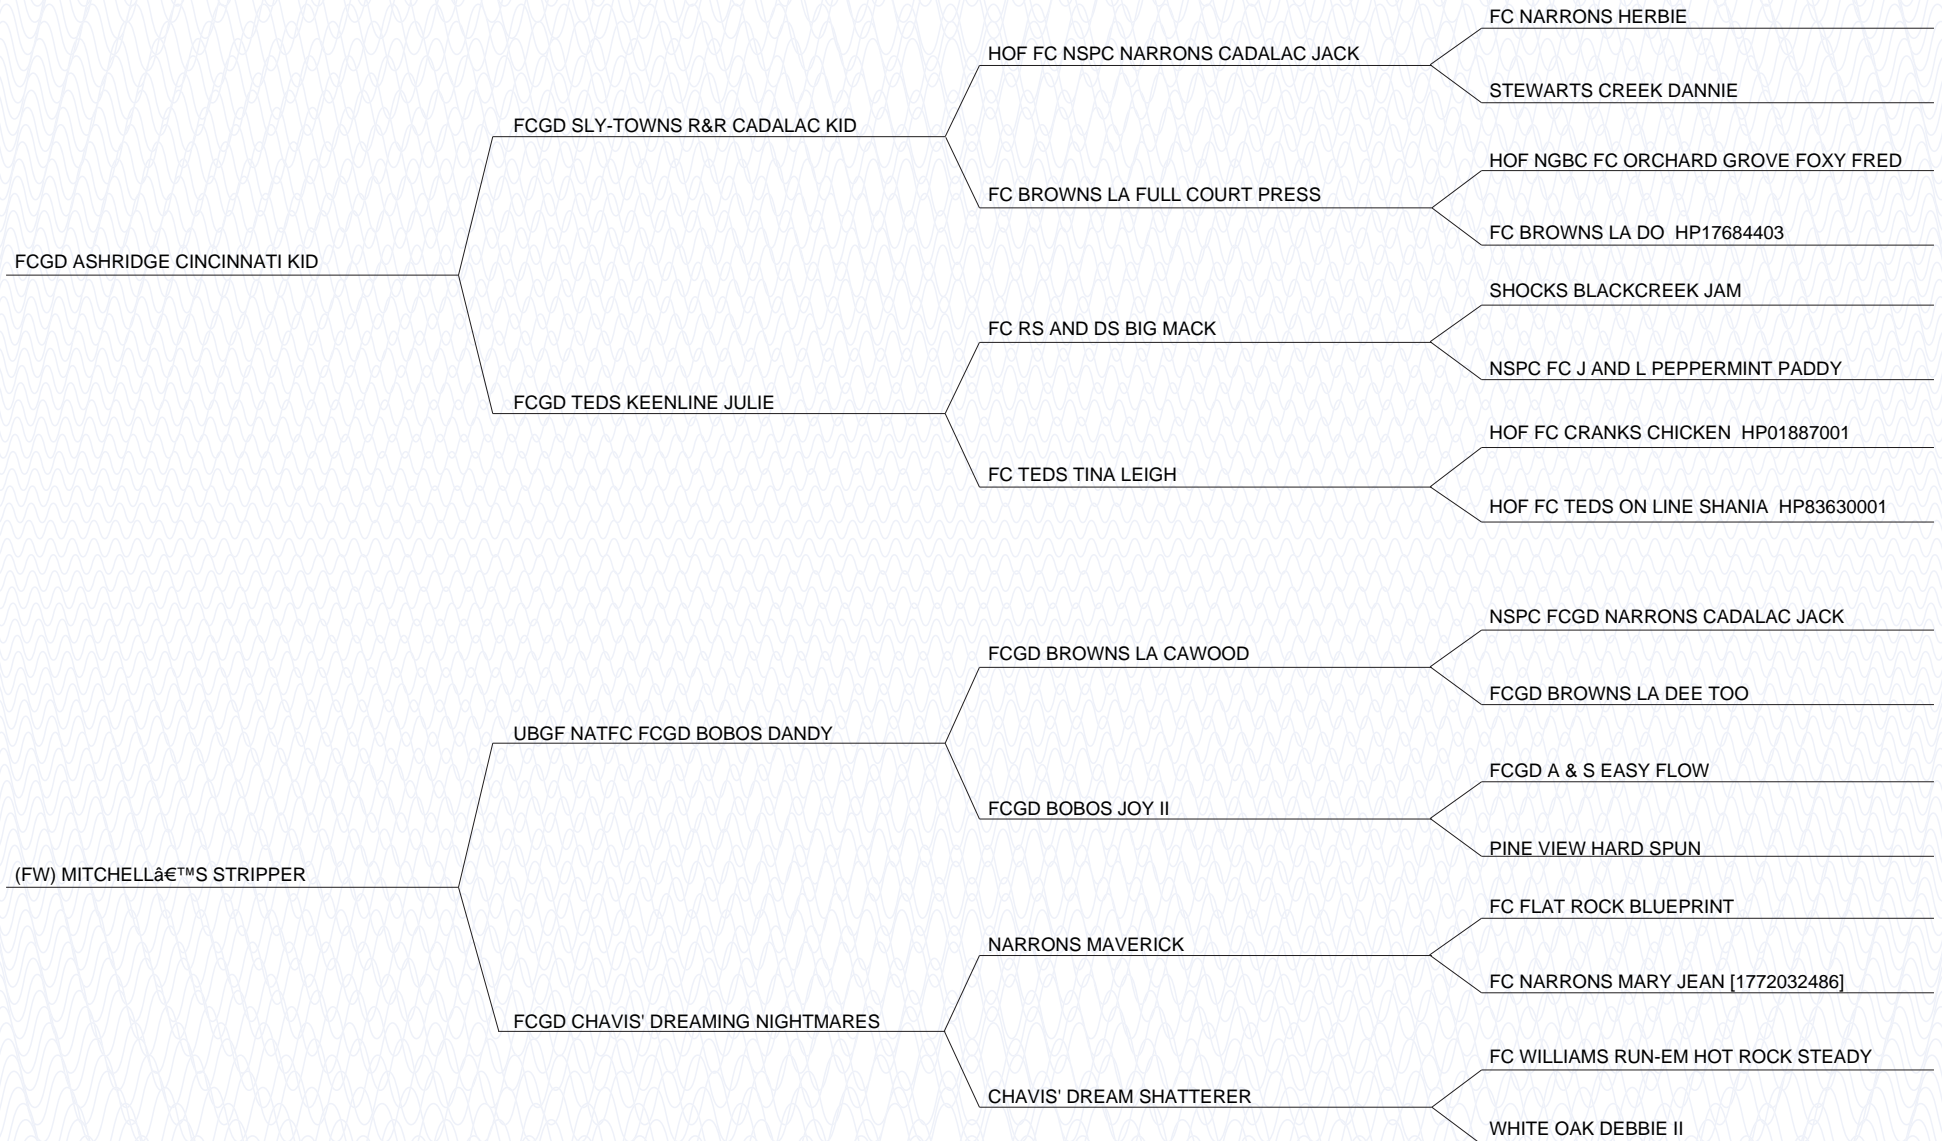 FC NARRONS HERBIE
HOF FC NSPC NARRONS CADALAC JACK
STEWARTS CREEK DANNIE
FCGD SLY-TOWNS R&R CADALAC KID
HOF NGBC FC ORCHARD GROVE FOXY FRED
FC BROWNS LA FULL COURT PRESS
FC BROWNS LA DO  HP17684403
FCGD ASHRIDGE CINCINNATI KID
SHOCKS BLACKCREEK JAM
FC RS AND DS BIG MACK
NSPC FC J AND L PEPPERMINT PADDY
FCGD TEDS KEENLINE JULIE
HOF FC CRANKS CHICKEN  HP01887001
FC TEDS TINA LEIGH
HOF FC TEDS ON LINE SHANIA  HP83630001
NSPC FCGD NARRONS CADALAC JACK
FCGD BROWNS LA CAWOOD
FCGD BROWNS LA DEE TOO
UBGF NATFC FCGD BOBOS DANDY
FCGD A & S EASY FLOW
FCGD BOBOS JOY II
PINE VIEW HARD SPUN
(FW) MITCHELLâ€™S STRIPPER
FC FLAT ROCK BLUEPRINT
NARRONS MAVERICK
FC NARRONS MARY JEAN [1772032486]
FCGD CHAVIS' DREAMING NIGHTMARES
FC WILLIAMS RUN-EM HOT ROCK STEADY
CHAVIS' DREAM SHATTERER
WHITE OAK DEBBIE II